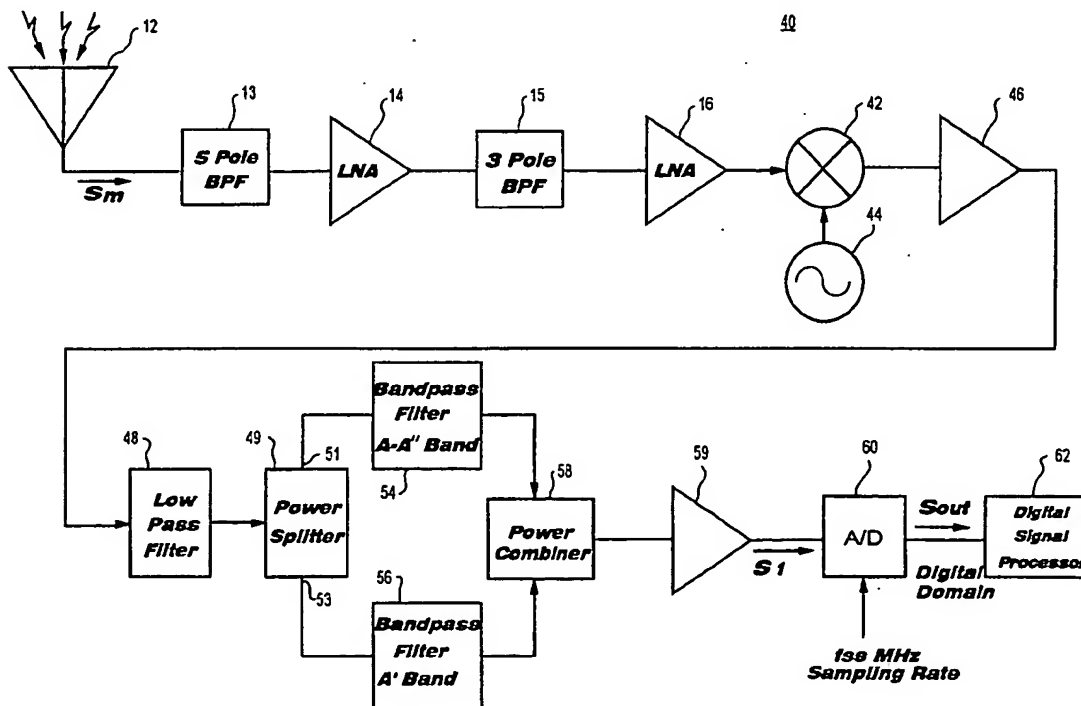 40
12
13
14
15
16
42
46
5 Pole
BPF
LNA
3 Pole
BPF
LNA
Sm
44
48
49
51
Bandpass
Filter
A-A" Band
54
58
59
60
62
Low
Pass
Filter
Power
Splitter
53
Power
Combiner
S1
A/D
Sout
Digital
Domain
Digital
Signal
Processor
56
Bandpass
Filter
A' Band
fss MHz
Sampling Rate